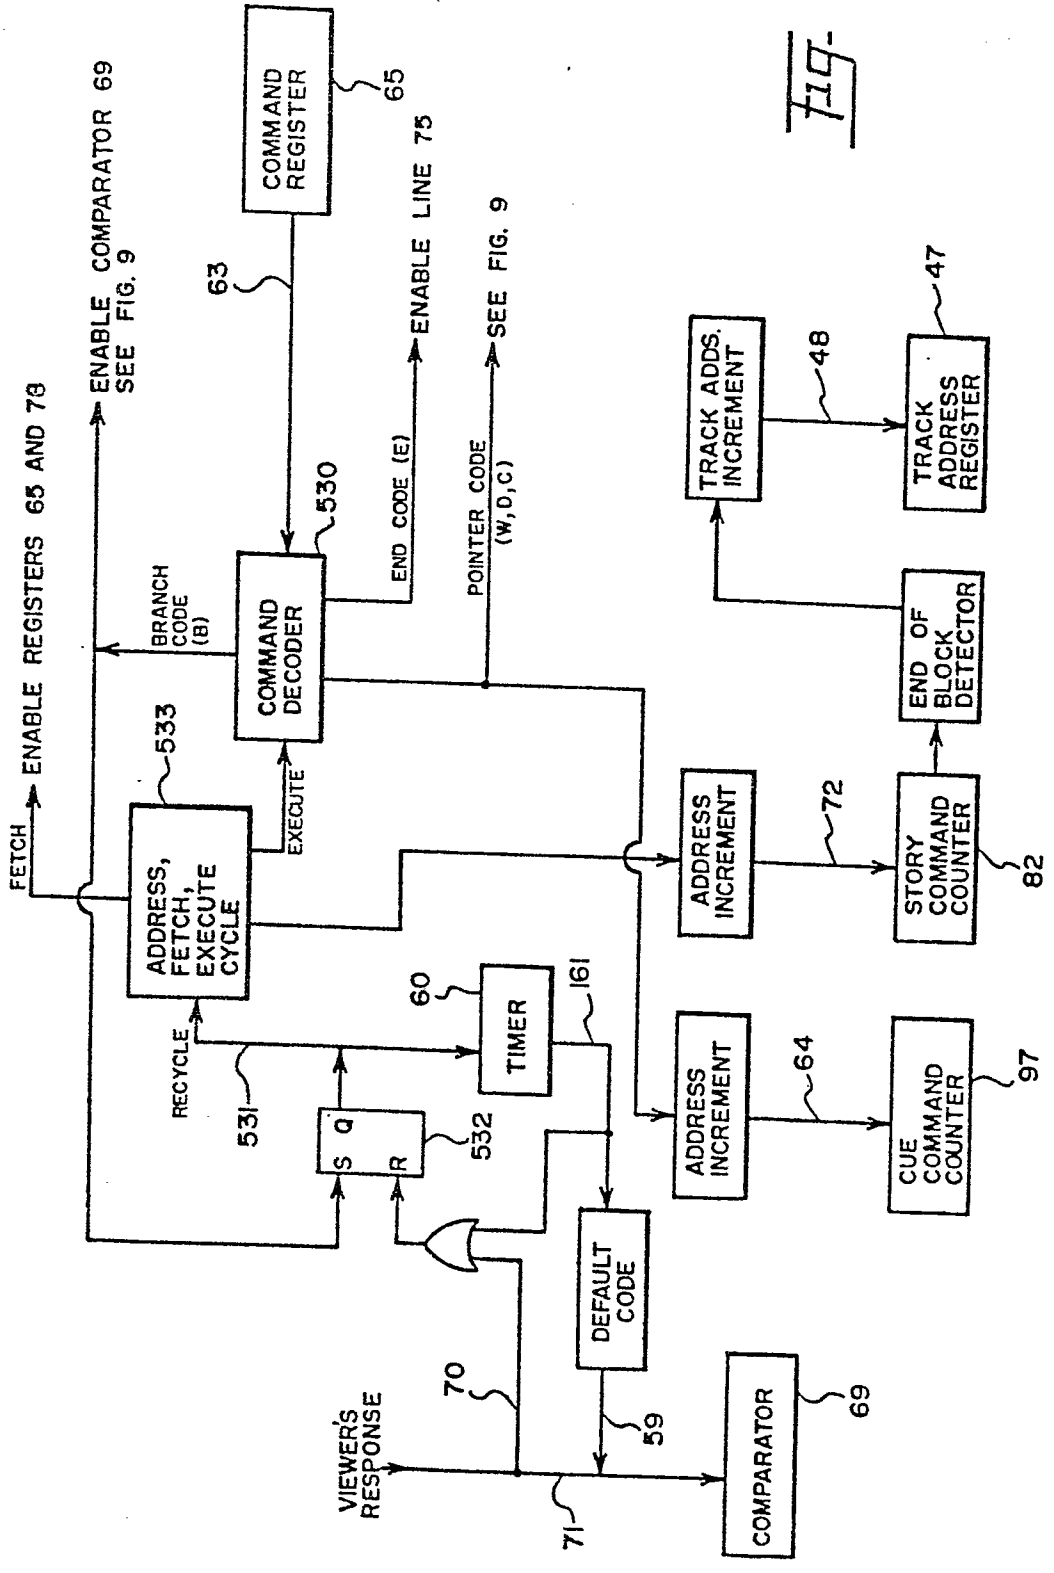 FETCH
ENABLE REGISTERS 65 AND 78
ENABLE COMPARATOR 69
SEE FIG. 9
RECYCLE
ADDRESS,
FETCH,
EXECUTE
CYCLE
533
BRANCH
CODE
(B)
EXECUTE
COMMAND
DECODER
530
63
COMMAND
REGISTER
65
END CODE (E)
ENABLE LINE 75
POINTER CODE
(W,D,C)
SEE FIG. 9
531
S
Q
R
532
60
TIMER
161
VIEWER'S
RESPONSE
70
71
DEFAULT
CODE
59
COMPARATOR
69
ADDRESS
INCREMENT
64
CUE
COMMAND
COUNTER
97
ADDRESS
INCREMENT
72
STORY
COMMAND
COUNTER
82
END OF
BLOCK
DETECTOR
TRACK ADDS.
INCREMENT
48
TRACK
ADDRESS
REGISTER
47
Fig-